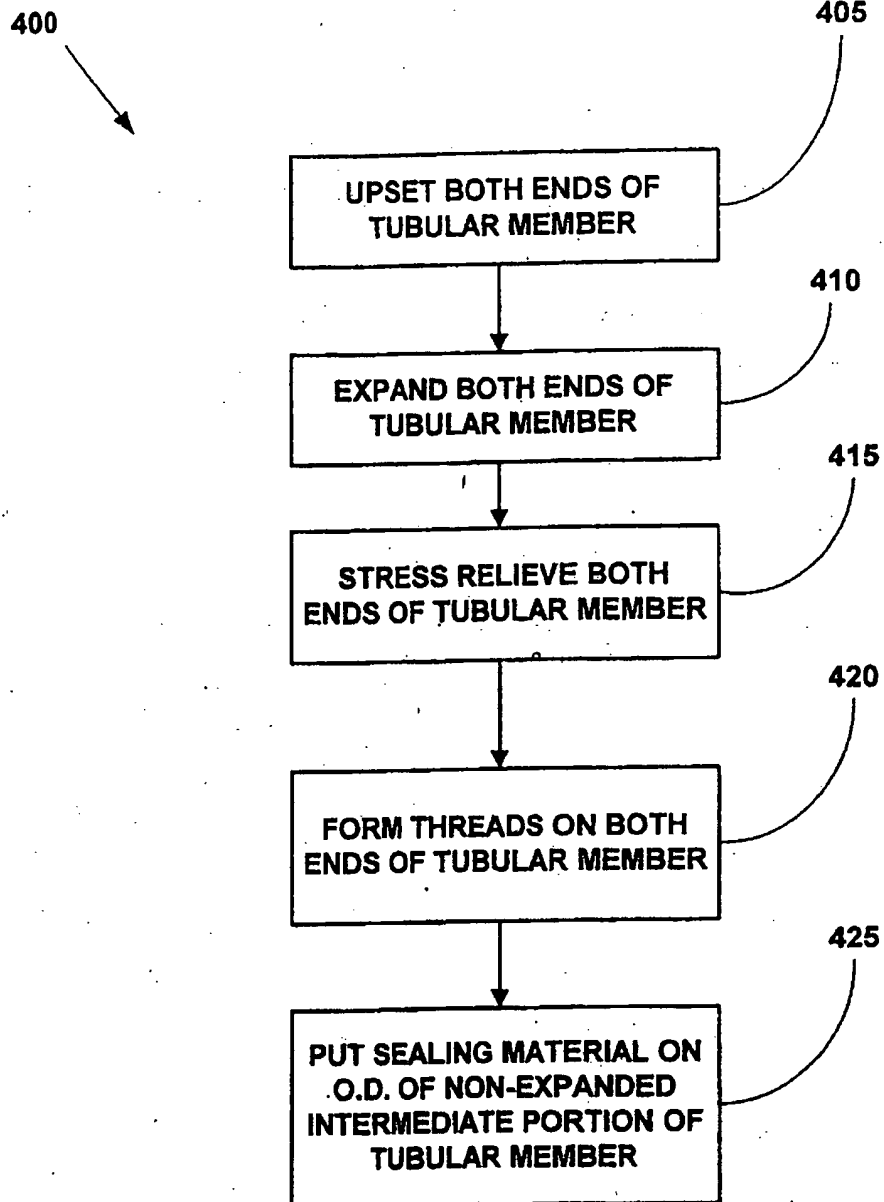 400
405
UPSET BOTH ENDS OF
TUBULAR MEMBER
410
EXPAND BOTH ENDS OF
TUBULAR MEMBER
415
STRESS RELIEVE BOTH
ENDS OF TUBULAR MEMBER
420
FORM THREADS ON BOTH
ENDS OF TUBULAR MEMBER
425
PUT SEALING MATERIAL ON
O.D. OF NON-EXPANDED
INTERMEDIATE PORTION OF
TUBULAR MEMBER